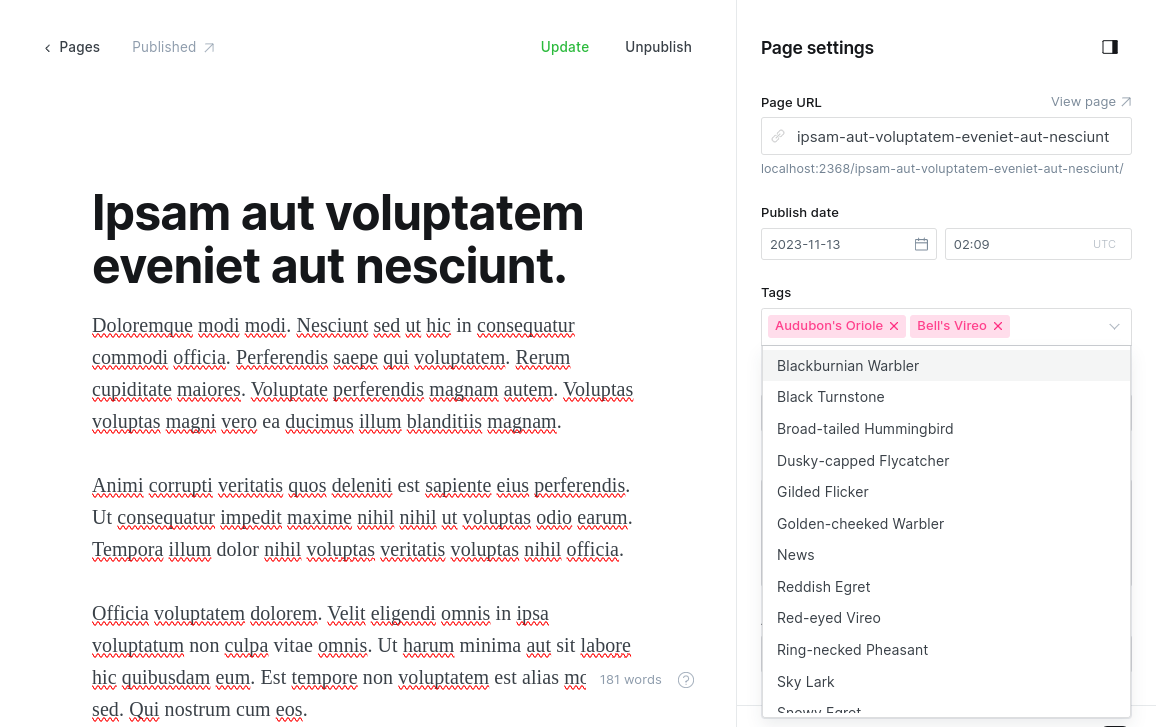 Pages
Published
Update
Unpublish
Ipsam aut voluptatem
eveniet aut nesciunt.
Doloremque modi modi. Nesciunt sed ut hic in consequatur
commodi officia. Perferendis saepe qui voluptatem. Rerum
cupiditate maiores. Voluptate perferendis magnam autem. Voluptas
voluptas magni vero ea ducimus illum blanditiis magnam.
Animi corrupti veritatis quos deleniti est sapiente eius perferendis.
Ut consequatur impedit maxime nihil nihil ut voluptas odio earum.
Tempora illum dolor nihil voluptas veritatis voluptas nihil officia.
Officia voluptatem dolorem. Velit eligendi omnis in ipsa
voluptatum non culpa vitae omnis. Ut harum minima aut sit labore
hic quibusdam eum. Est tempore non voluptatem est alias
sed. Qui nostrum cum eos.
181 words
Page settings
Page URL
View page
ipsam-aut-voluptatem-eveniet-aut-nesciunt
localhost:2368/ipsam-aut-voluptatem-eveniet-aut-nesciunt/
Publish date
2023-11-13
02:09
UTC
Tags
Audubon's Oriole
Bell's Vireo
Blackburnian Warbler
Black Turnstone
Broad-tailed Hummingbird
Dusky-capped Flycatcher
Gilded Flicker
Golden-cheeked Warbler
News
Reddish Egret
Red-eyed Vireo
Ring-necked Pheasant
Sky Lark
Snowy Egret